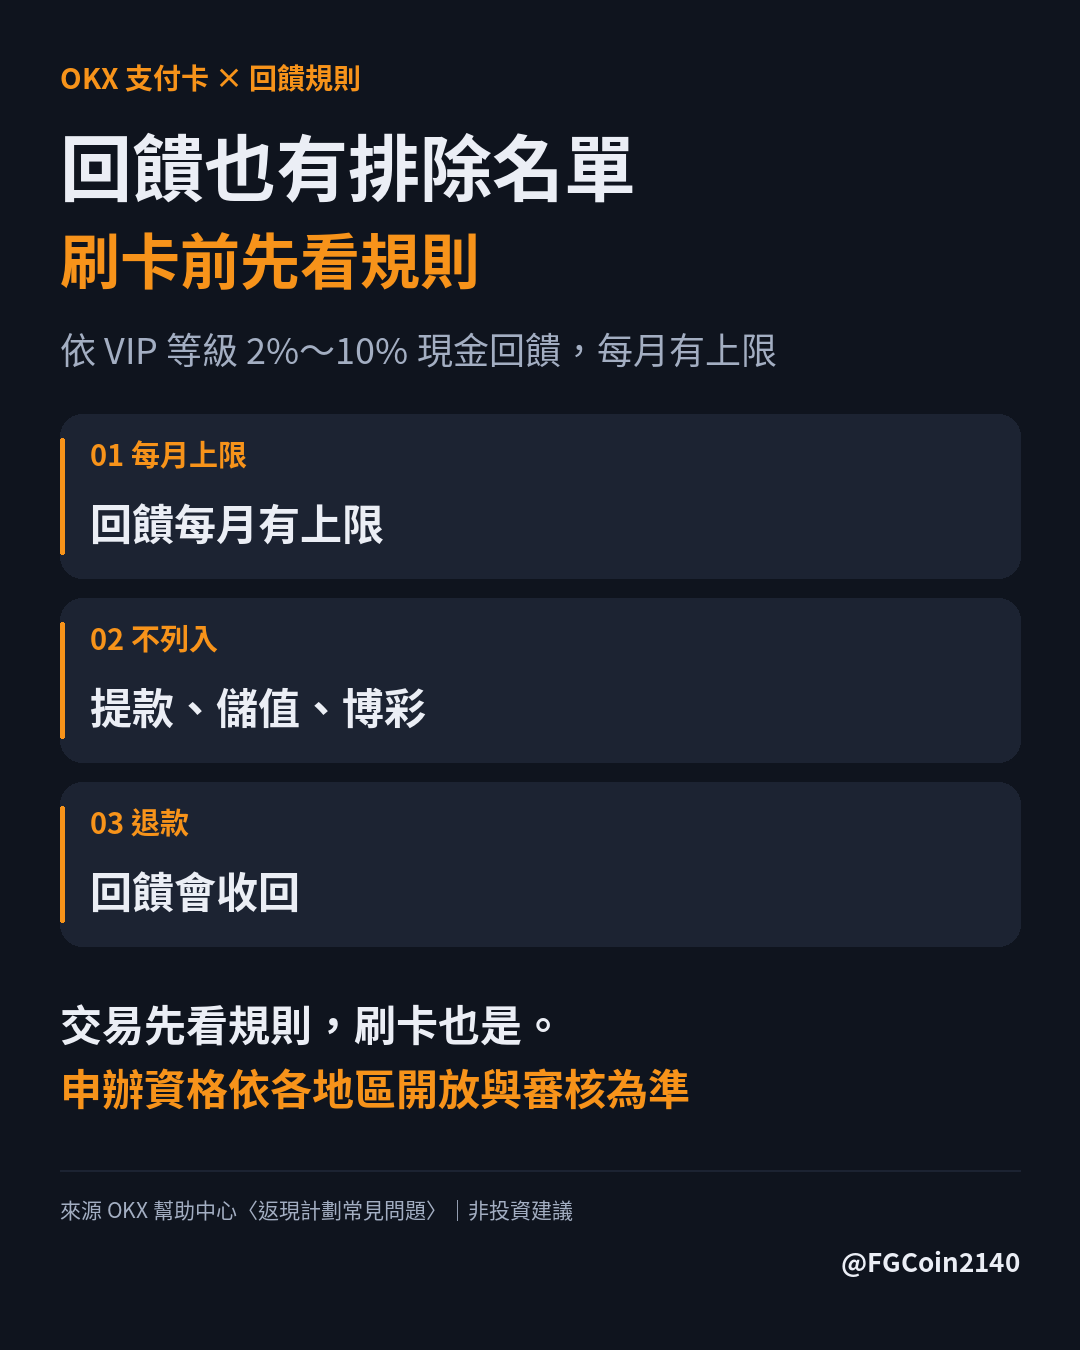 OKX 支付卡 × 回饋規則
回饋也有排除名單
刷卡前先看規則
依 VIP 等級 2%～10% 現金回饋，每月有上限
01 每月上限
回饋每月有上限
02 不列入
提款、儲值、博彩
03 退款
回饋會收回
交易先看規則，刷卡也是。
申辦資格依各地區開放與審核為準
來源 OKX 幫助中心〈返現計劃常見問題〉｜非投資建議
@FGCoin2140